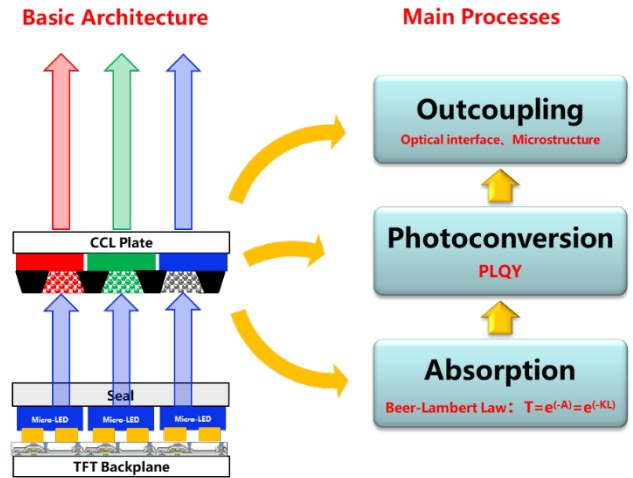 Basic Architecture
Main Processes
CCL Plate
Seal
Micro-LED Micro-LED Micro-LED
TFT Backplane
Outcoupling
Optical interface、Microstructure
Photoconversion
PLQY
Absorption
Beer-Lambert Law：T=e(-A)=e(-KL)